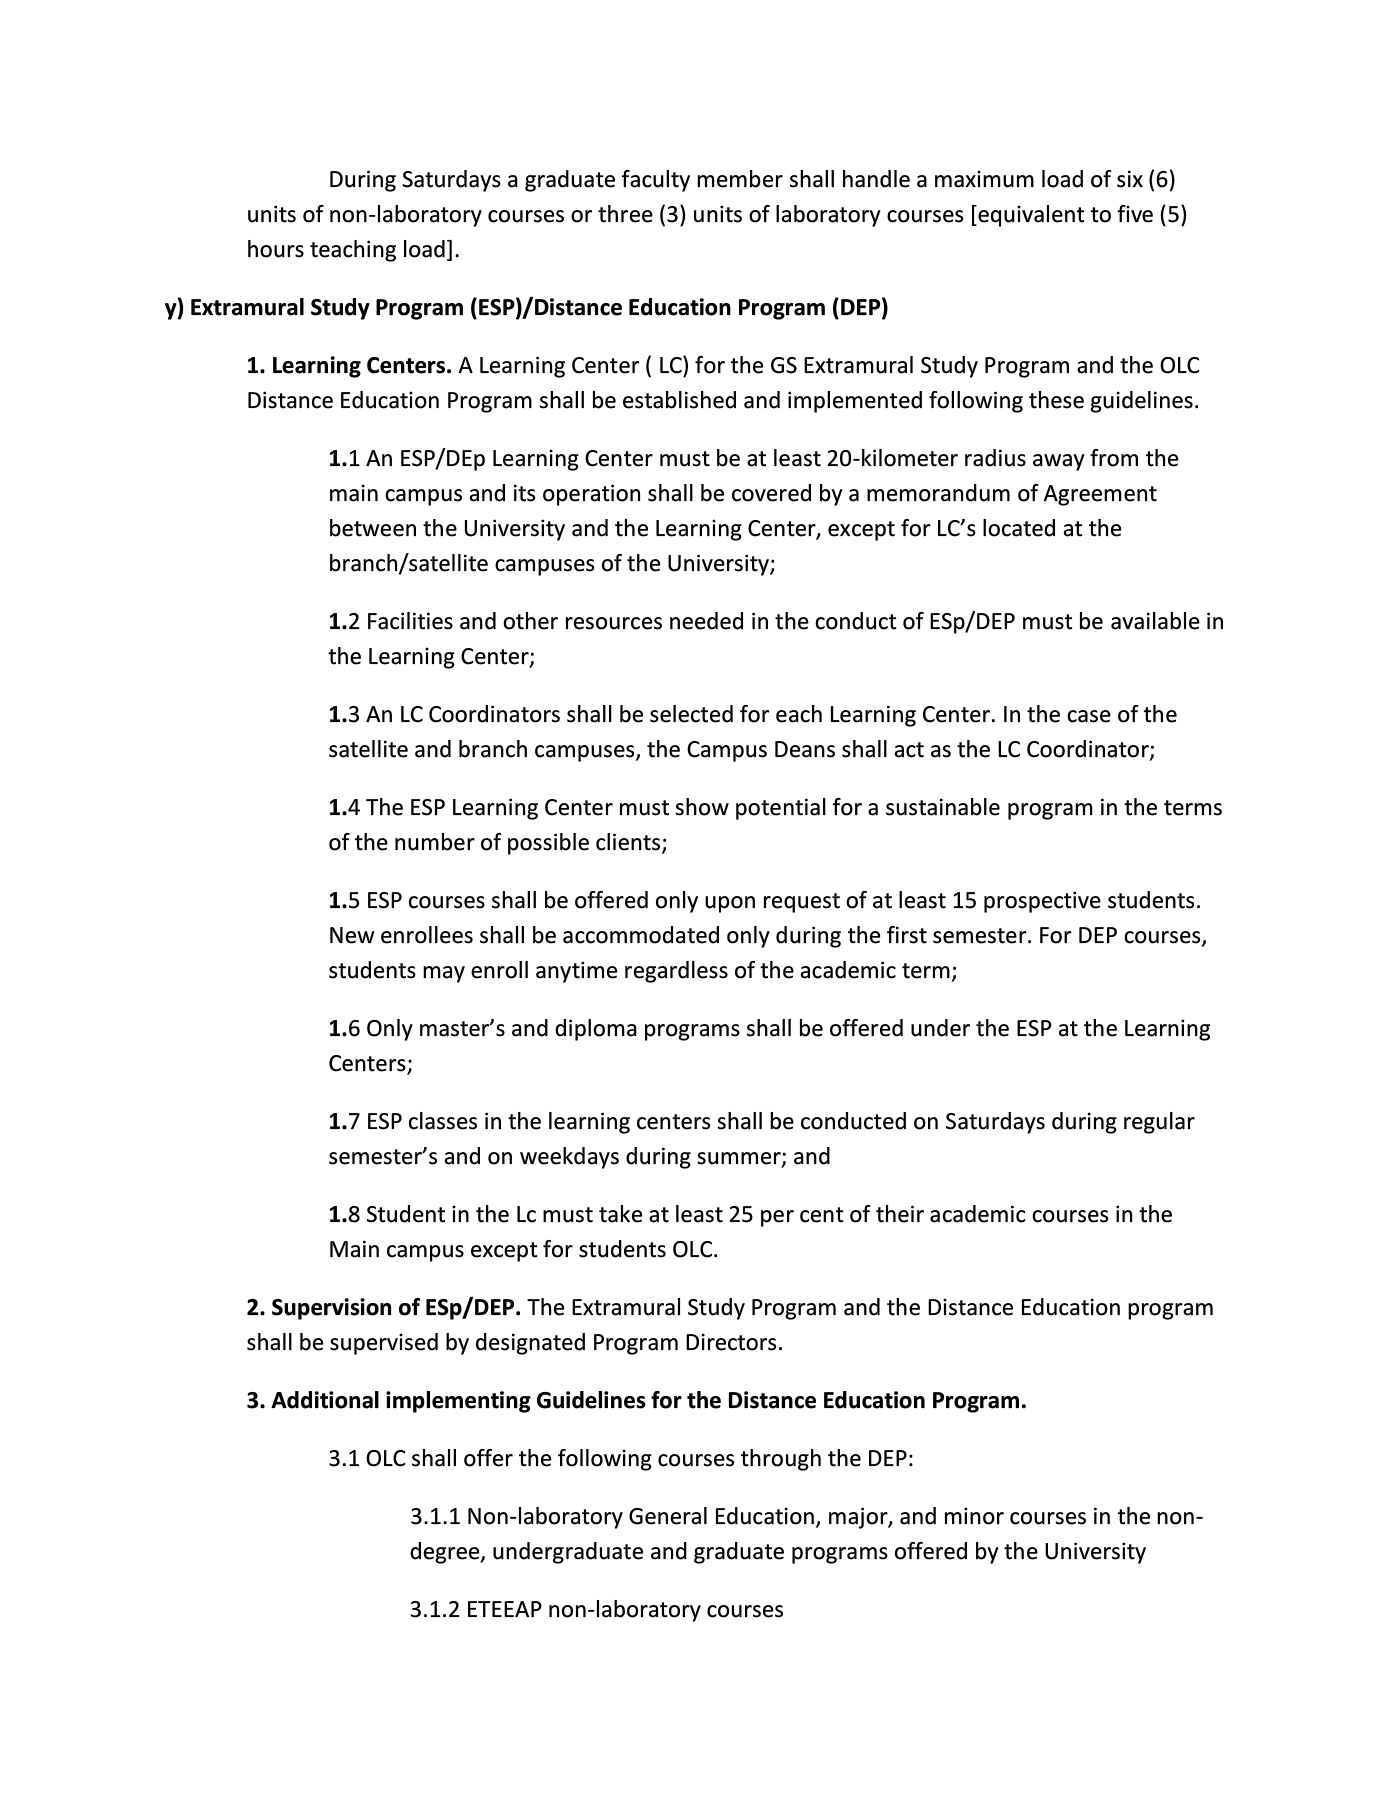 During Saturdays a graduate faculty member shall handle a maximum load of six (6)
units of non-laboratory courses or three (3) units of laboratory courses [equivalent to five (5)
hours teaching load].
y) Extramural Study Program (ESP)/Distance Education Program (DEP)
1. Learning Centers. A Learning Center ( LC) for the GS Extramural Study Program and the OLC
Distance Education Program shall be established and implemented following these guidelines.
1.1 An ESP/DEp Learning Center must be at least 20-kilometer radius away from the
main campus and its operation shall be covered by a memorandum of Agreement
between the University and the Learning Center, except for LC’s located at the
branch/satellite campuses of the University;
1.2 Facilities and other resources needed in the conduct of ESp/DEP must be available in
the Learning Center;
1.3 An LC Coordinators shall be selected for each Learning Center. In the case of the
satellite and branch campuses, the Campus Deans shall act as the LC Coordinator;
1.4 The ESP Learning Center must show potential for a sustainable program in the terms
of the number of possible clients;
1.5 ESP courses shall be offered only upon request of at least 15 prospective students.
New enrollees shall be accommodated only during the first semester. For DEP courses,
students may enroll anytime regardless of the academic term;
1.6 Only master’s and diploma programs shall be offered under the ESP at the Learning
Centers;
1.7 ESP classes in the learning centers shall be conducted on Saturdays during regular
semester’s and on weekdays during summer; and
1.8 Student in the Lc must take at least 25 per cent of their academic courses in the
Main campus except for students OLC.
2. Supervision of ESp/DEP. The Extramural Study Program and the Distance Education program
shall be supervised by designated Program Directors.
3. Additional implementing Guidelines for the Distance Education Program.
3.1 OLC shall offer the following courses through the DEP:
3.1.1 Non-laboratory General Education, major, and minor courses in the non-
degree, undergraduate and graduate programs offered by the University
3.1.2 ETEEAP non-laboratory courses